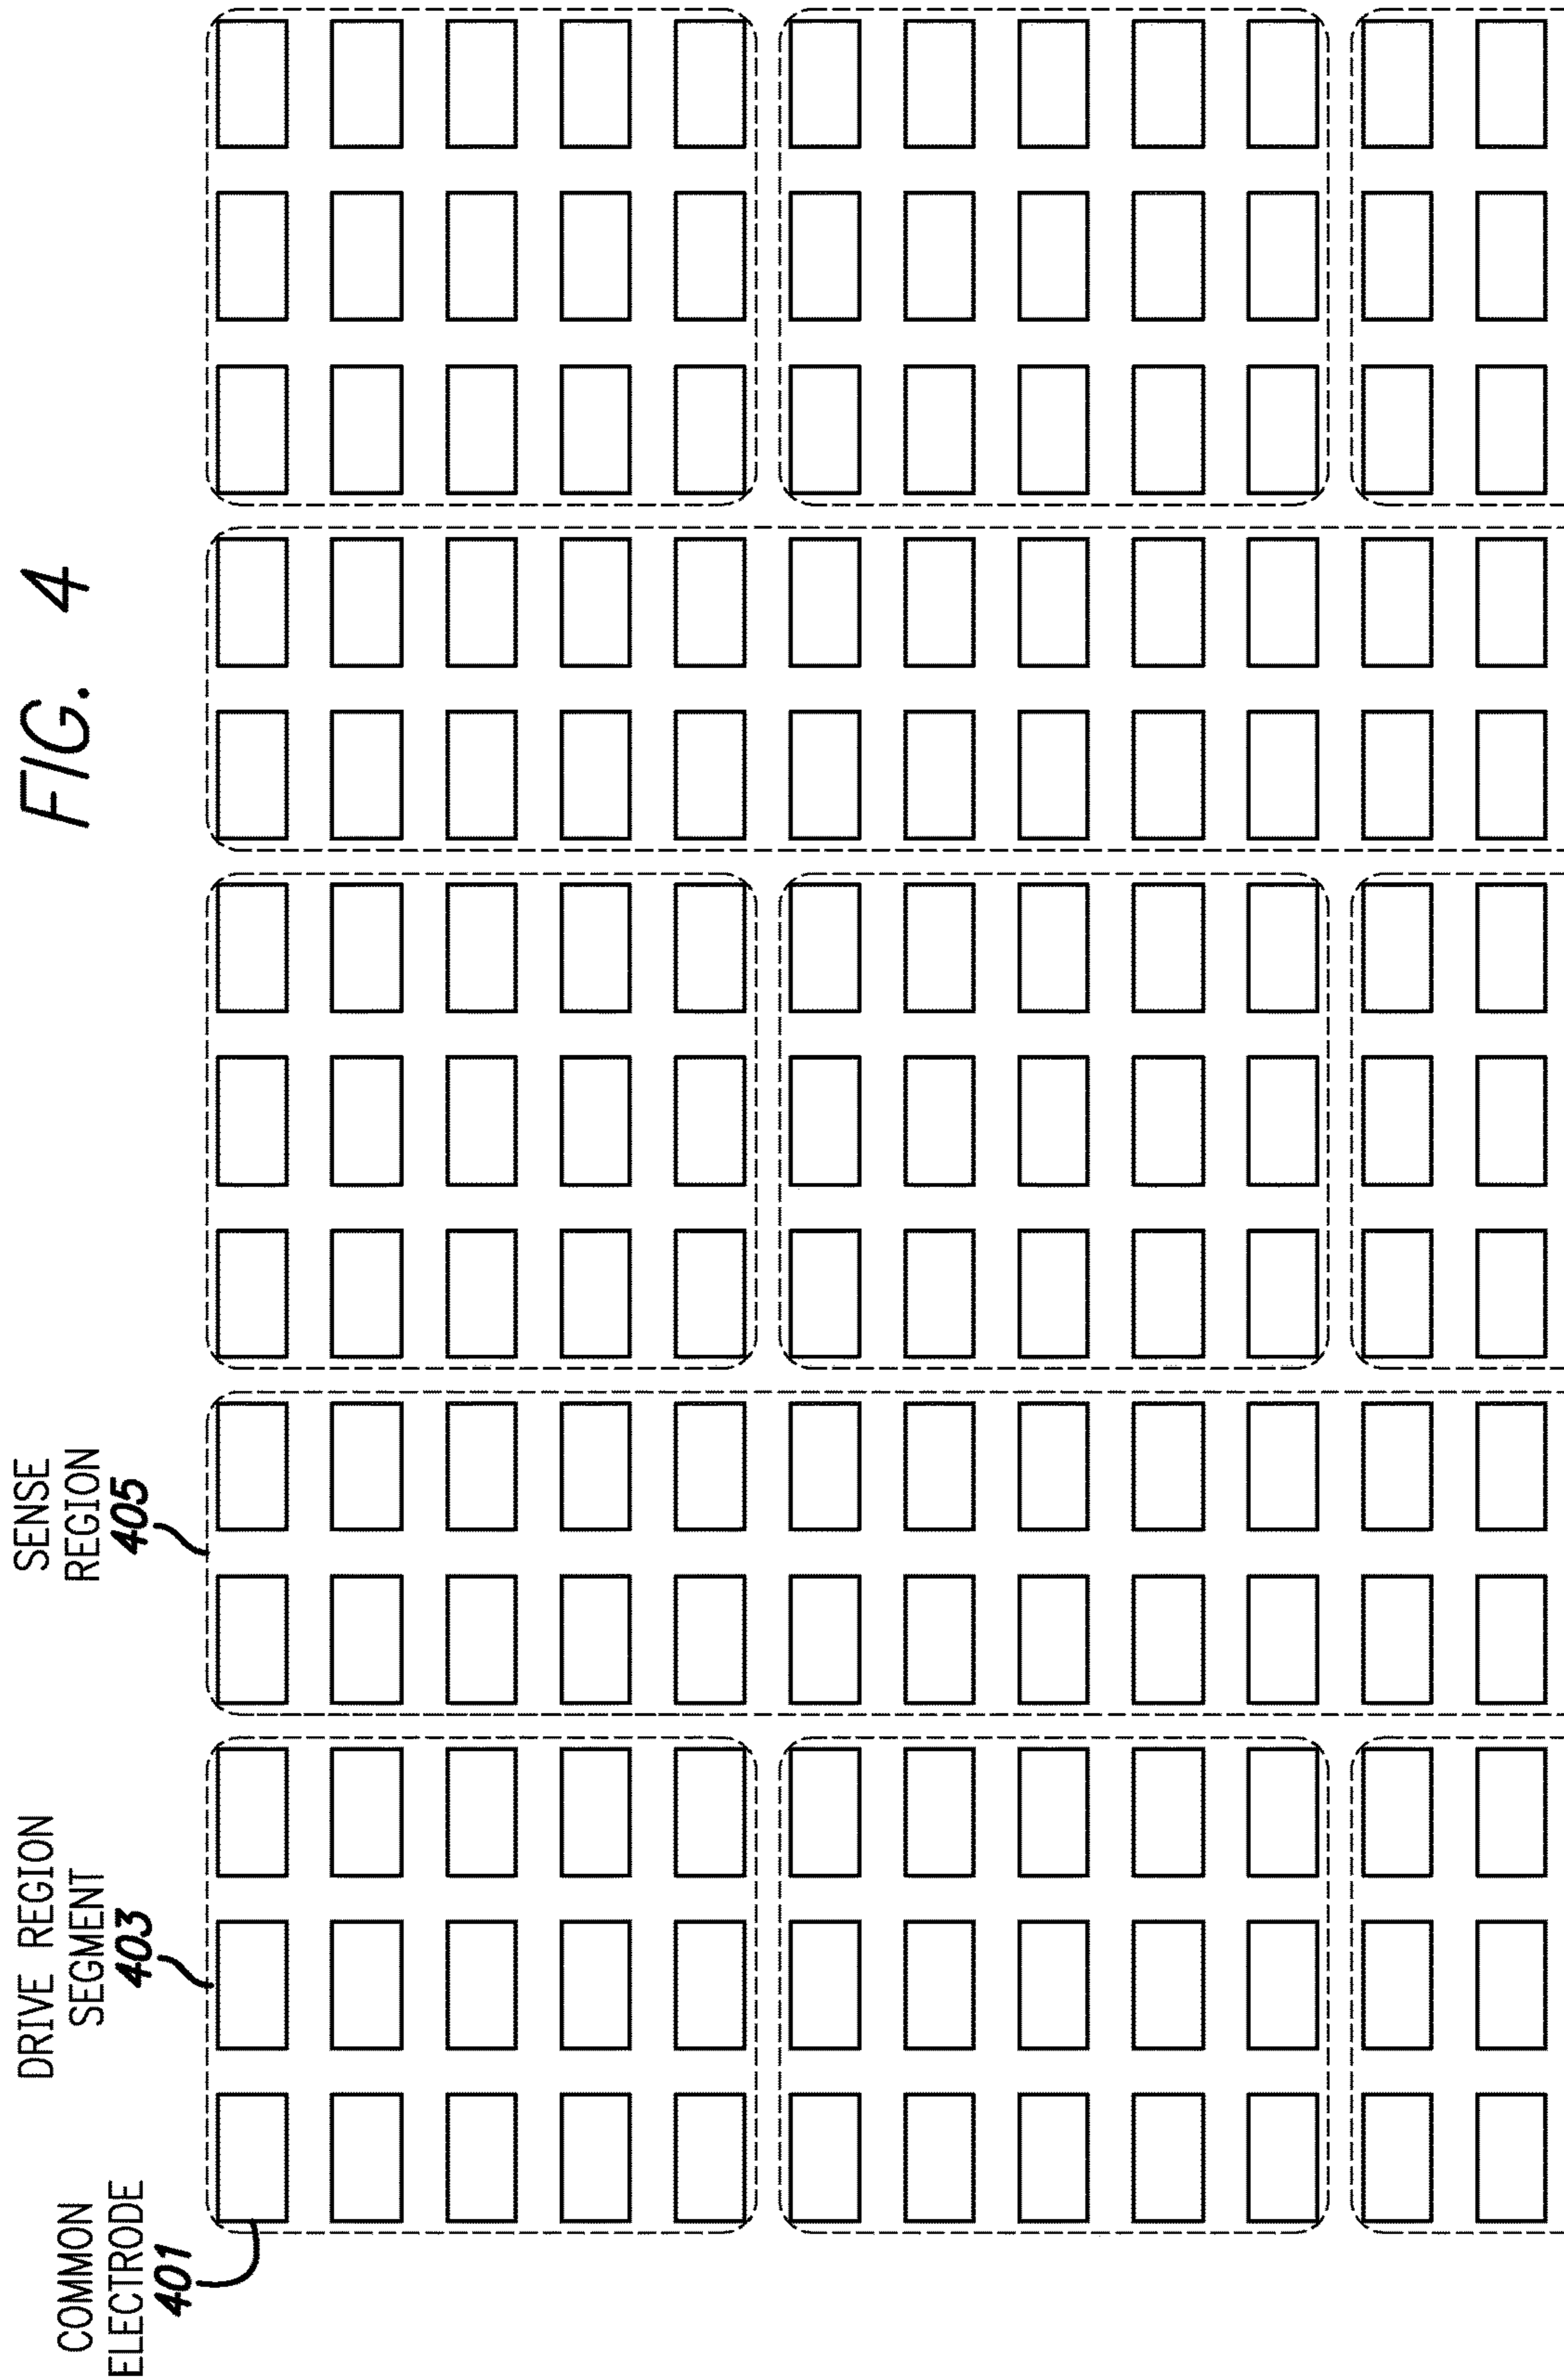 FIG. 4
COMMON
ELECTRODE
401
DRIVE REGION
SEGMENT
403
SENSE
REGION
405